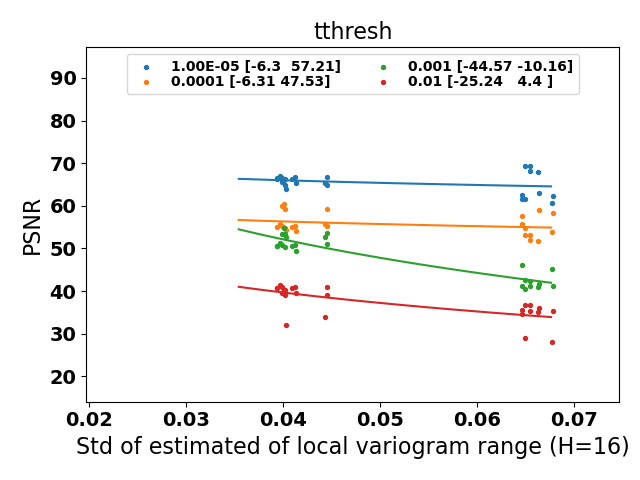 tthresh
1.00E-05 [-6.3  57.21]
0.0001 [-6.31 47.53]
0.001 [-44.57 -10.16]
0.01 [-25.24   4.4 ]
PSNR
90
80
70
60
50
40
30
20
0.02 0.03 0.04 0.05 0.06 0.07
Std of estimated of local variogram range (H=16)